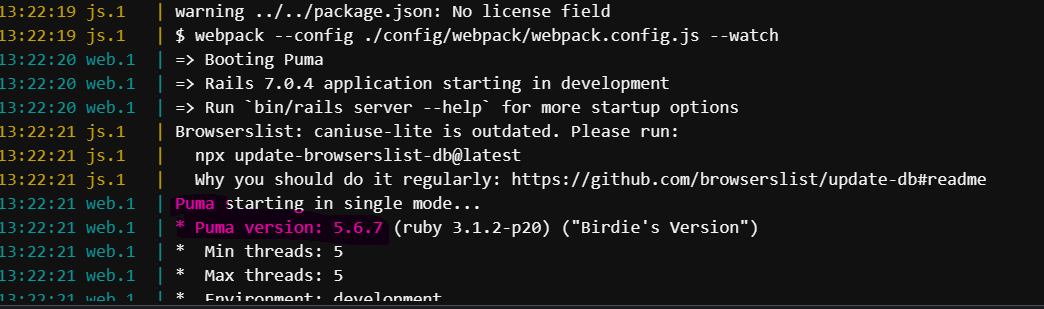 13:22:19 js.1   | warning ../../package.json: No license field
13:22:19 js.1   | $ webpack --config ./config/webpack/webpack.config.js --watch
13:22:20 web.1  | => Booting Puma
13:22:20 web.1  | => Rails 7.0.4 application starting in development
13:22:20 web.1  | => Run `bin/rails server --help` for more startup options
13:22:21 js.1   | Browserslist: caniuse-lite is outdated. Please run:
13:22:21 js.1   |   npx update-browserslist-db@latest
13:22:21 js.1   |   Why you should do it regularly: https://github.com/browserslist/update-db#readme
13:22:21 web.1  | Puma starting in single mode...
13:22:21 web.1  | * Puma version: 5.6.7 (ruby 3.1.2-p20) ("Birdie's Version")
13:22:21 web.1  | *  Min threads: 5
13:22:21 web.1  | *  Max threads: 5
13:22:21 web.1  | *  Environment: development